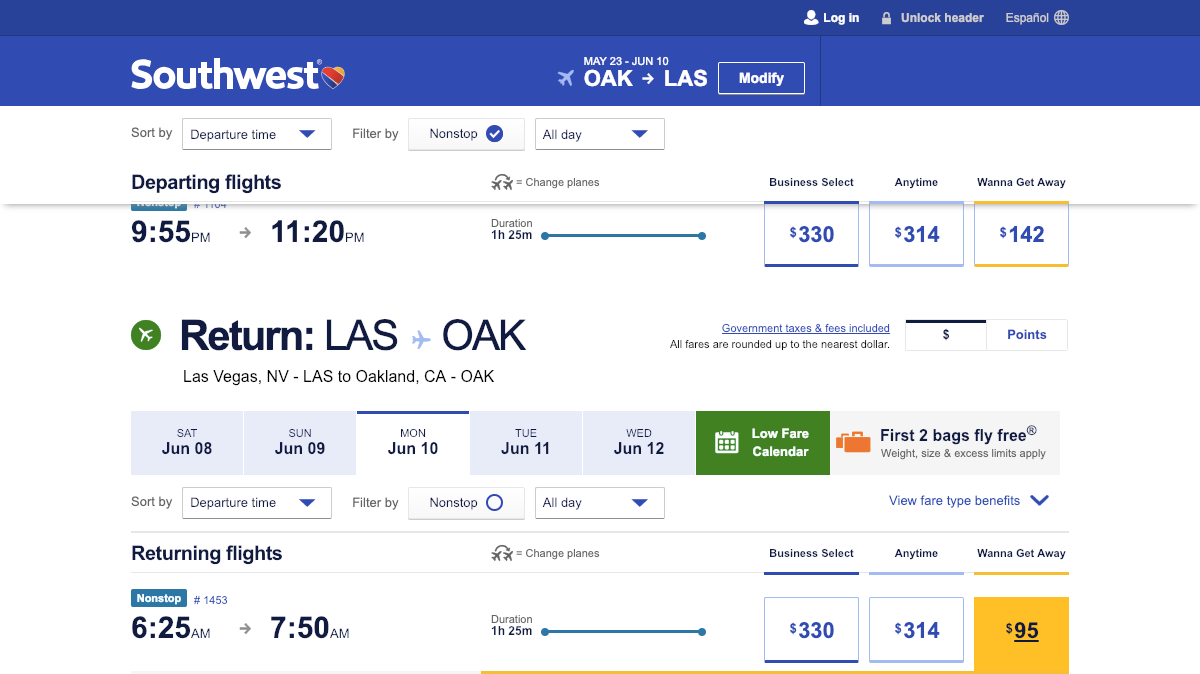 Log in
Unlock header
Español
Southwest®
MAY 23 - JUN 10
OAK → LAS
Modify
Sort by
Departure time
Filter by
Nonstop
All day
Departing flights
= Change planes
Business Select
Anytime
Wanna Get Away
Nonstop # 1164
9:55PM → 11:20PM
Duration
1h 25m
$330
$314
$142
Return: LAS OAK
Las Vegas, NV - LAS to Oakland, CA - OAK
Government taxes & fees included
All fares are rounded up to the nearest dollar.
$
Points
SAT
Jun 08
SUN
Jun 09
MON
Jun 10
TUE
Jun 11
WED
Jun 12
Low Fare
Calendar
First 2 bags fly free®
Weight, size & excess limits apply
Sort by
Departure time
Filter by
Nonstop
All day
View fare type benefits
Returning flights
= Change planes
Business Select
Anytime
Wanna Get Away
Nonstop
# 1453
6:25AM → 7:50AM
Duration
1h 25m
$330
$314
$95